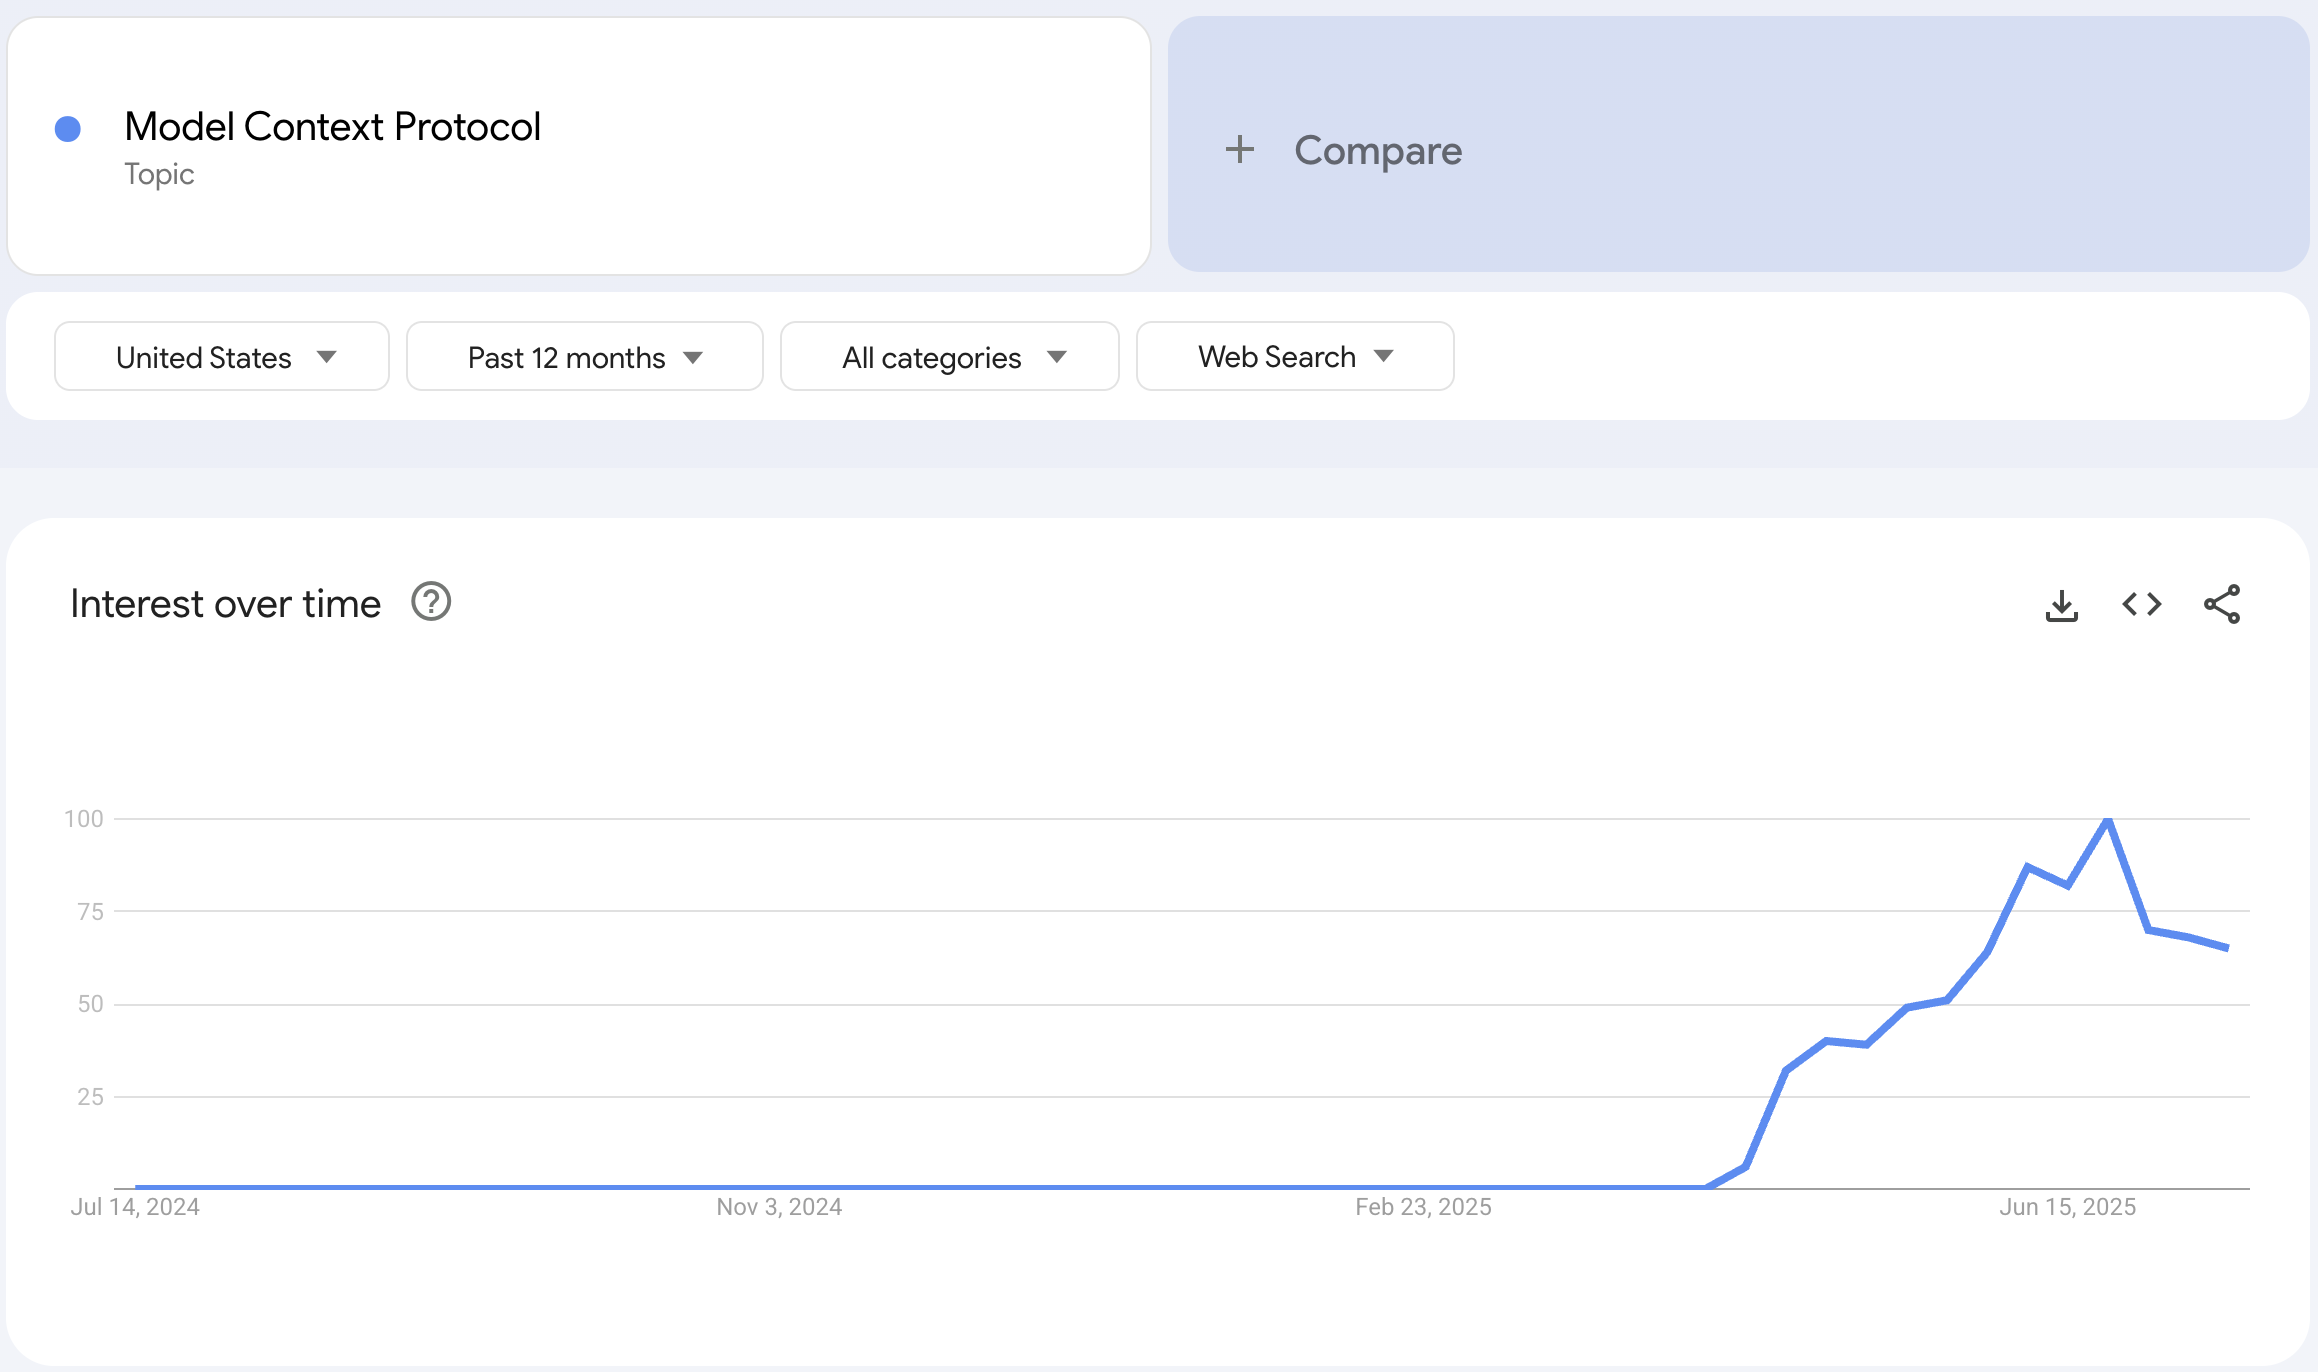 Model Context Protocol
Topic
+ Compare
United States
Past 12 months
All categories
Web Search
Interest over time
100
75
50
25
Jul 14, 2024
Nov 3, 2024
Feb 23, 2025
Jun 15, 2025